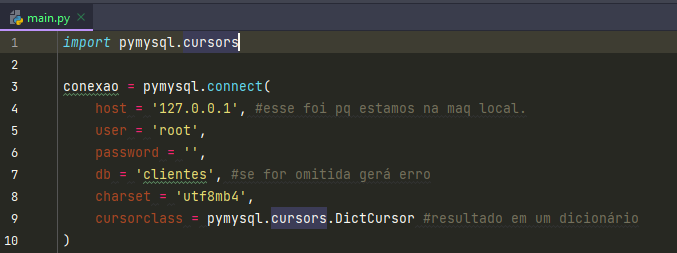 main.py
1 import pymysql.cursors
2
3 conexao = pymysql.connect(
4 host = '127.0.0.1', #esse foi pq estamos na maq local.
5 user = 'root',
6 password = '',
7 db = 'clientes', #se for omitida gerá erro
8 charset = 'utf8mb4',
9 cursorclass = pymysql.cursors.DictCursor #resultado em um dicionário
10 )